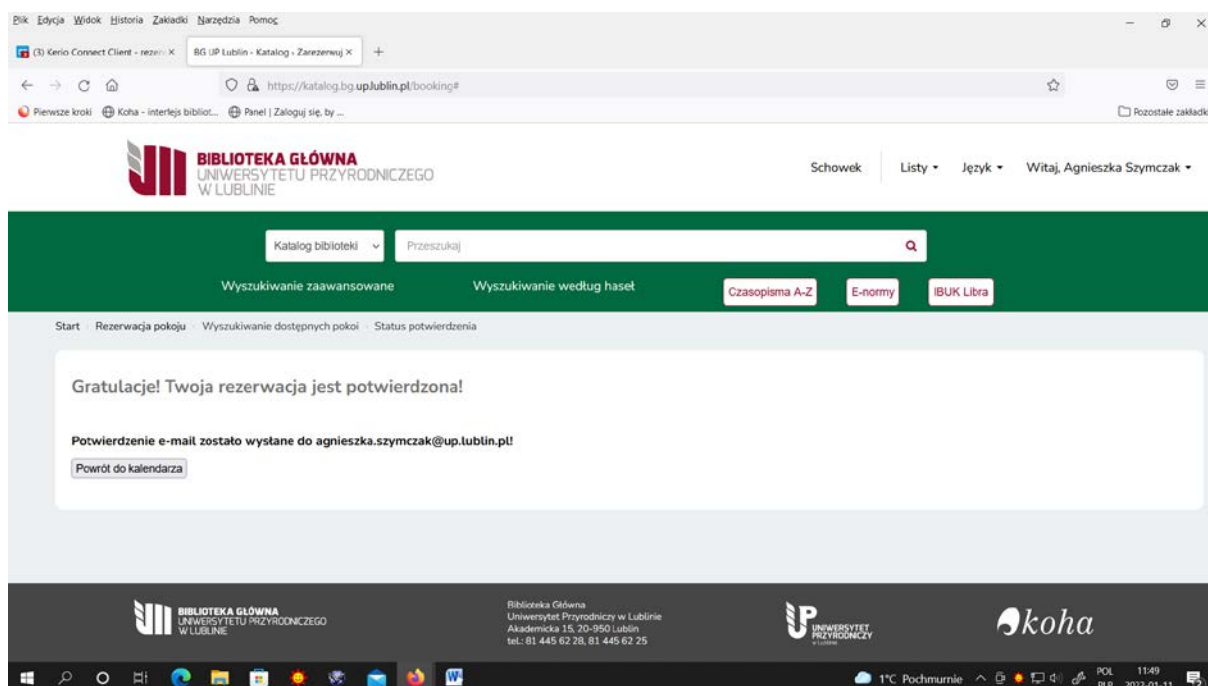 Plik Edycja Widok Historia Zakładki Narzędzia Pomoc
(3) Kerio Connect Client - rezer
BG UP Lublin - Katalog - Zarezerwuj
https://katalog.bg.up.lublin.pl/booking#
Pierwsze kroki Koha - interfejs bibliot... Panel | Zaloguj się, by ... Pozostałe zakładki
BIBLIOTEKA GŁÓWNA
UNIWERSYTETU PRZYRODNICZEGO
W LUBLINIE
Schowek Listy Język Witaj, Agnieszka Szymczak
Katalog biblioteki Przeszukaj
Wyszukiwanie zaawansowane Wyszukiwanie według haseł Czasopisma A-Z E-normy IBUK Libra
Start Rezerwacja pokoju Wyszukiwanie dostępnych pokoi Status potwierdzenia
Gratulacje! Twoja rezerwacja jest potwierdzona!
Potwierdzenie e-mail zostało wysłane do agnieszka.szymczak@up.lublin.pl!
Powrót do kalendarza
BIBLIOTEKA GŁÓWNA
UNIWERSYTETU PRZYRODNICZEGO
W LUBLINIE
Biblioteka Główna
Uniwersytet Przyrodniczy w Lublinie
Akademicka 15, 20-950 Lublin
tel.: 81 445 62 28, 81 445 62 25
UP
UNIWERSYTET
PRZYRODNICZY
w Lublinie
koha
1°C Pochmurnie
POL
PLP
11:49
2022-01-11